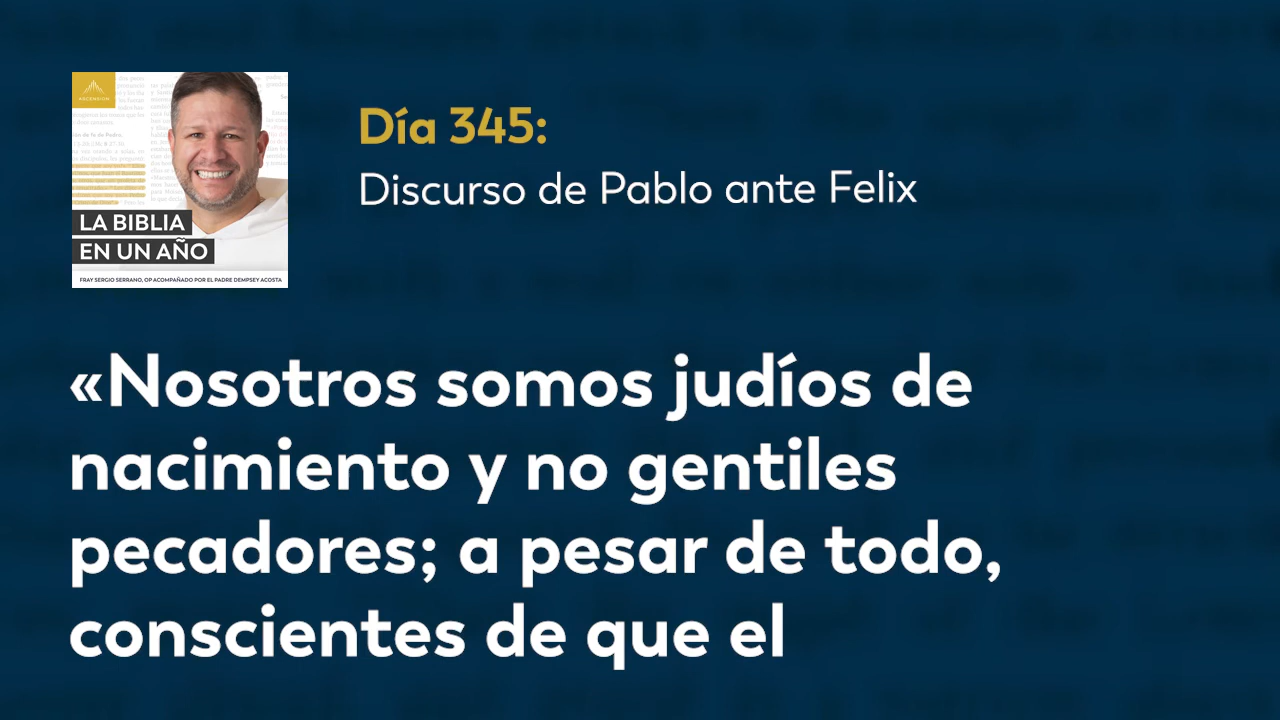 ASCENSION
LA BIBLIA
EN UN AÑO
FRAY SERGIO SERRANO, OP ACOMPAÑADO POR EL PADRE DEMPSEY ACOSTA
Día 345:
Discurso de Pablo ante Felix
«Nosotros somos judíos de
nacimiento y no gentiles
pecadores; a pesar de todo,
conscientes de que el